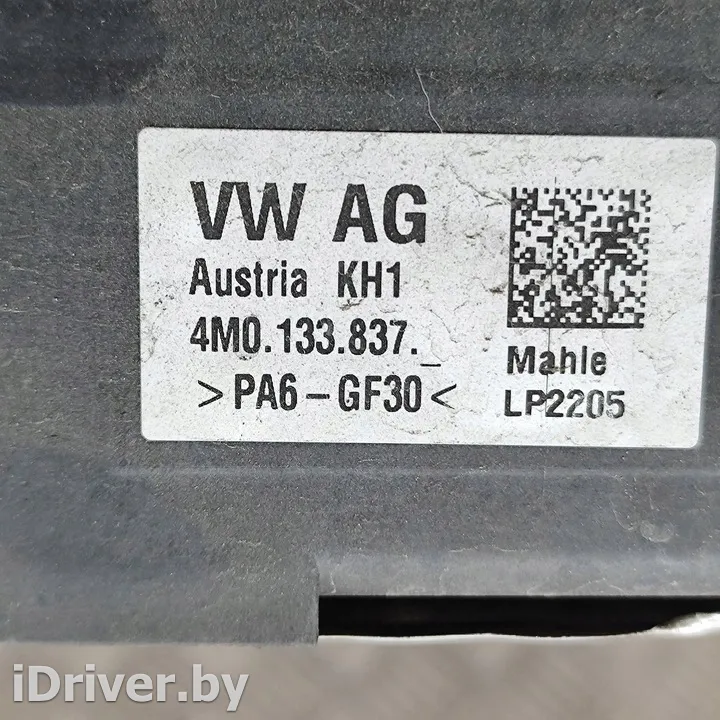 VW AG
Austria KH1
4M0.133.837._
>PA6-GF30<
Mahle
LP2205
iDriver.by